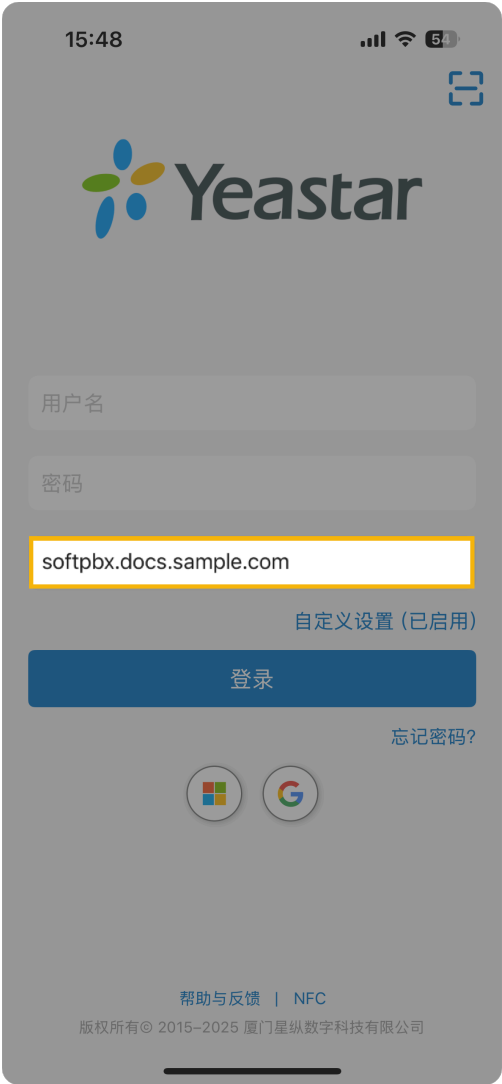 15:48
54
Yeastar
用户名
密码
softpbx.docs.sample.com
自定义设置 (已启用)
登录
忘记密码?
帮助与反馈 | NFC
版权所有© 2015–2025 厦门星纵数字科技有限公司